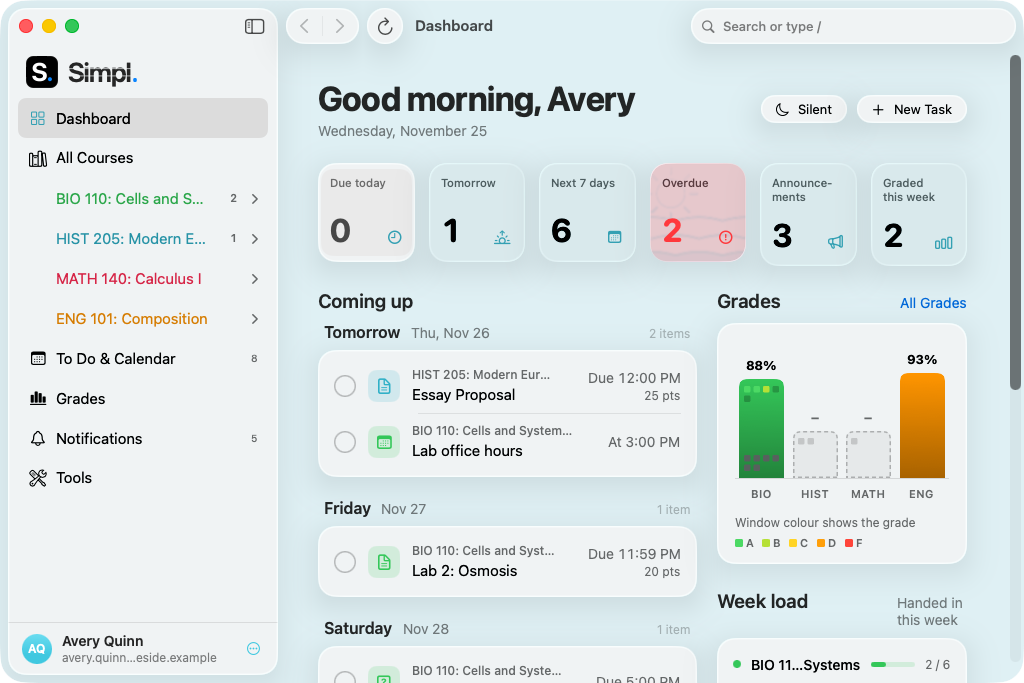 S.
Simpl.
Dashboard
All Courses
BIO 110: Cells and S... 2
HIST 205: Modern E... 1
MATH 140: Calculus I
ENG 101: Composition
To Do & Calendar 8
Grades
Notifications 5
Tools
AQ
Avery Quinn
avery.quinn...eside.example
Dashboard
Search or type /
Good morning, Avery
Wednesday, November 25
Silent
New Task
Due today
0
Tomorrow
1
Next 7 days
6
Overdue
2
Announce-
ments
3
Graded
this week
2
Coming up
Tomorrow Thu, Nov 26 2 items
HIST 205: Modern Eur...
Essay Proposal
Due 12:00 PM
25 pts
BIO 110: Cells and System...
Lab office hours
At 3:00 PM
Friday Nov 27 1 item
BIO 110: Cells and Syst...
Lab 2: Osmosis
Due 11:59 PM
20 pts
Saturday Nov 28 1 item
BIO 110: Cells and Syste...
Due 5:00 PM
Grades All Grades
88% – – 93%
BIO HIST MATH ENG
Window colour shows the grade
A B C D F
Week load
Handed in
this week
BIO 11...Systems 2 / 6